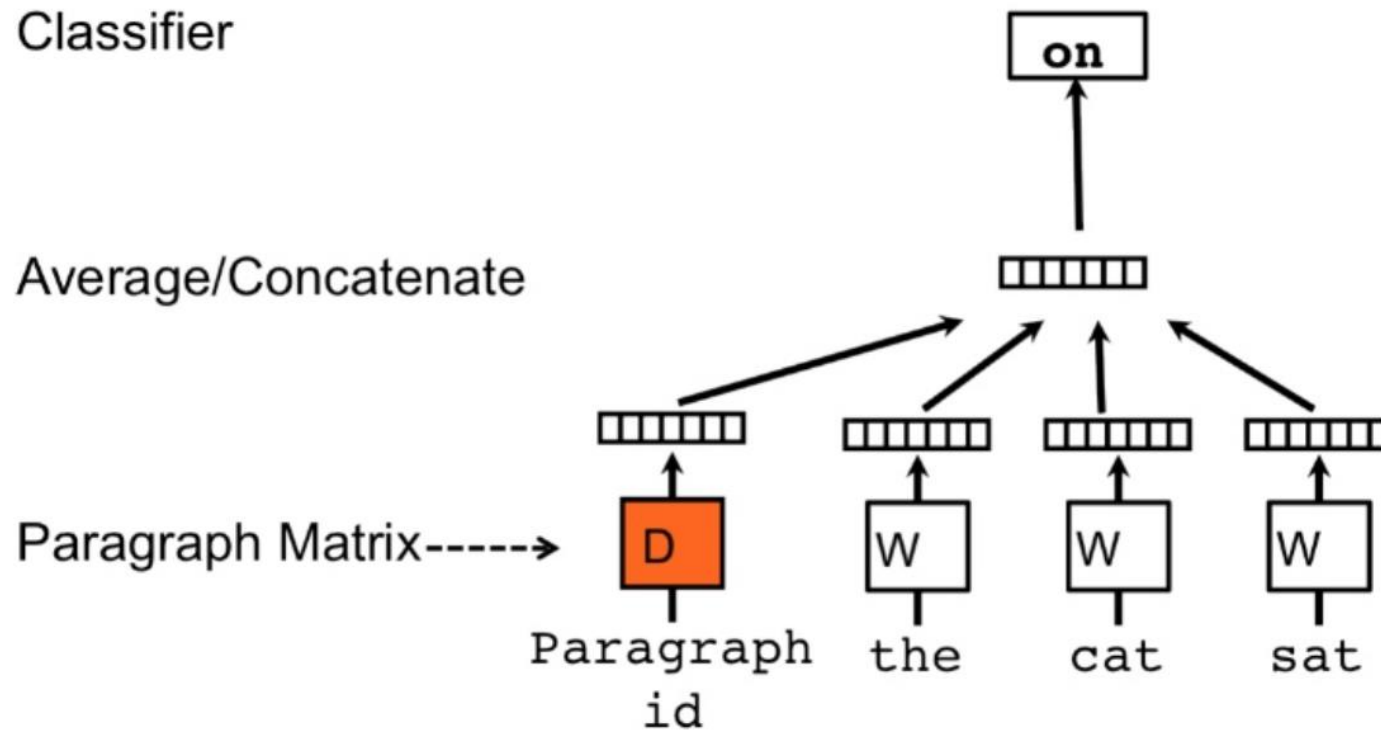 Classifier
on
Average/Concatenate
Paragraph Matrix
D
W
W
W
Paragraph
id
the
cat
sat